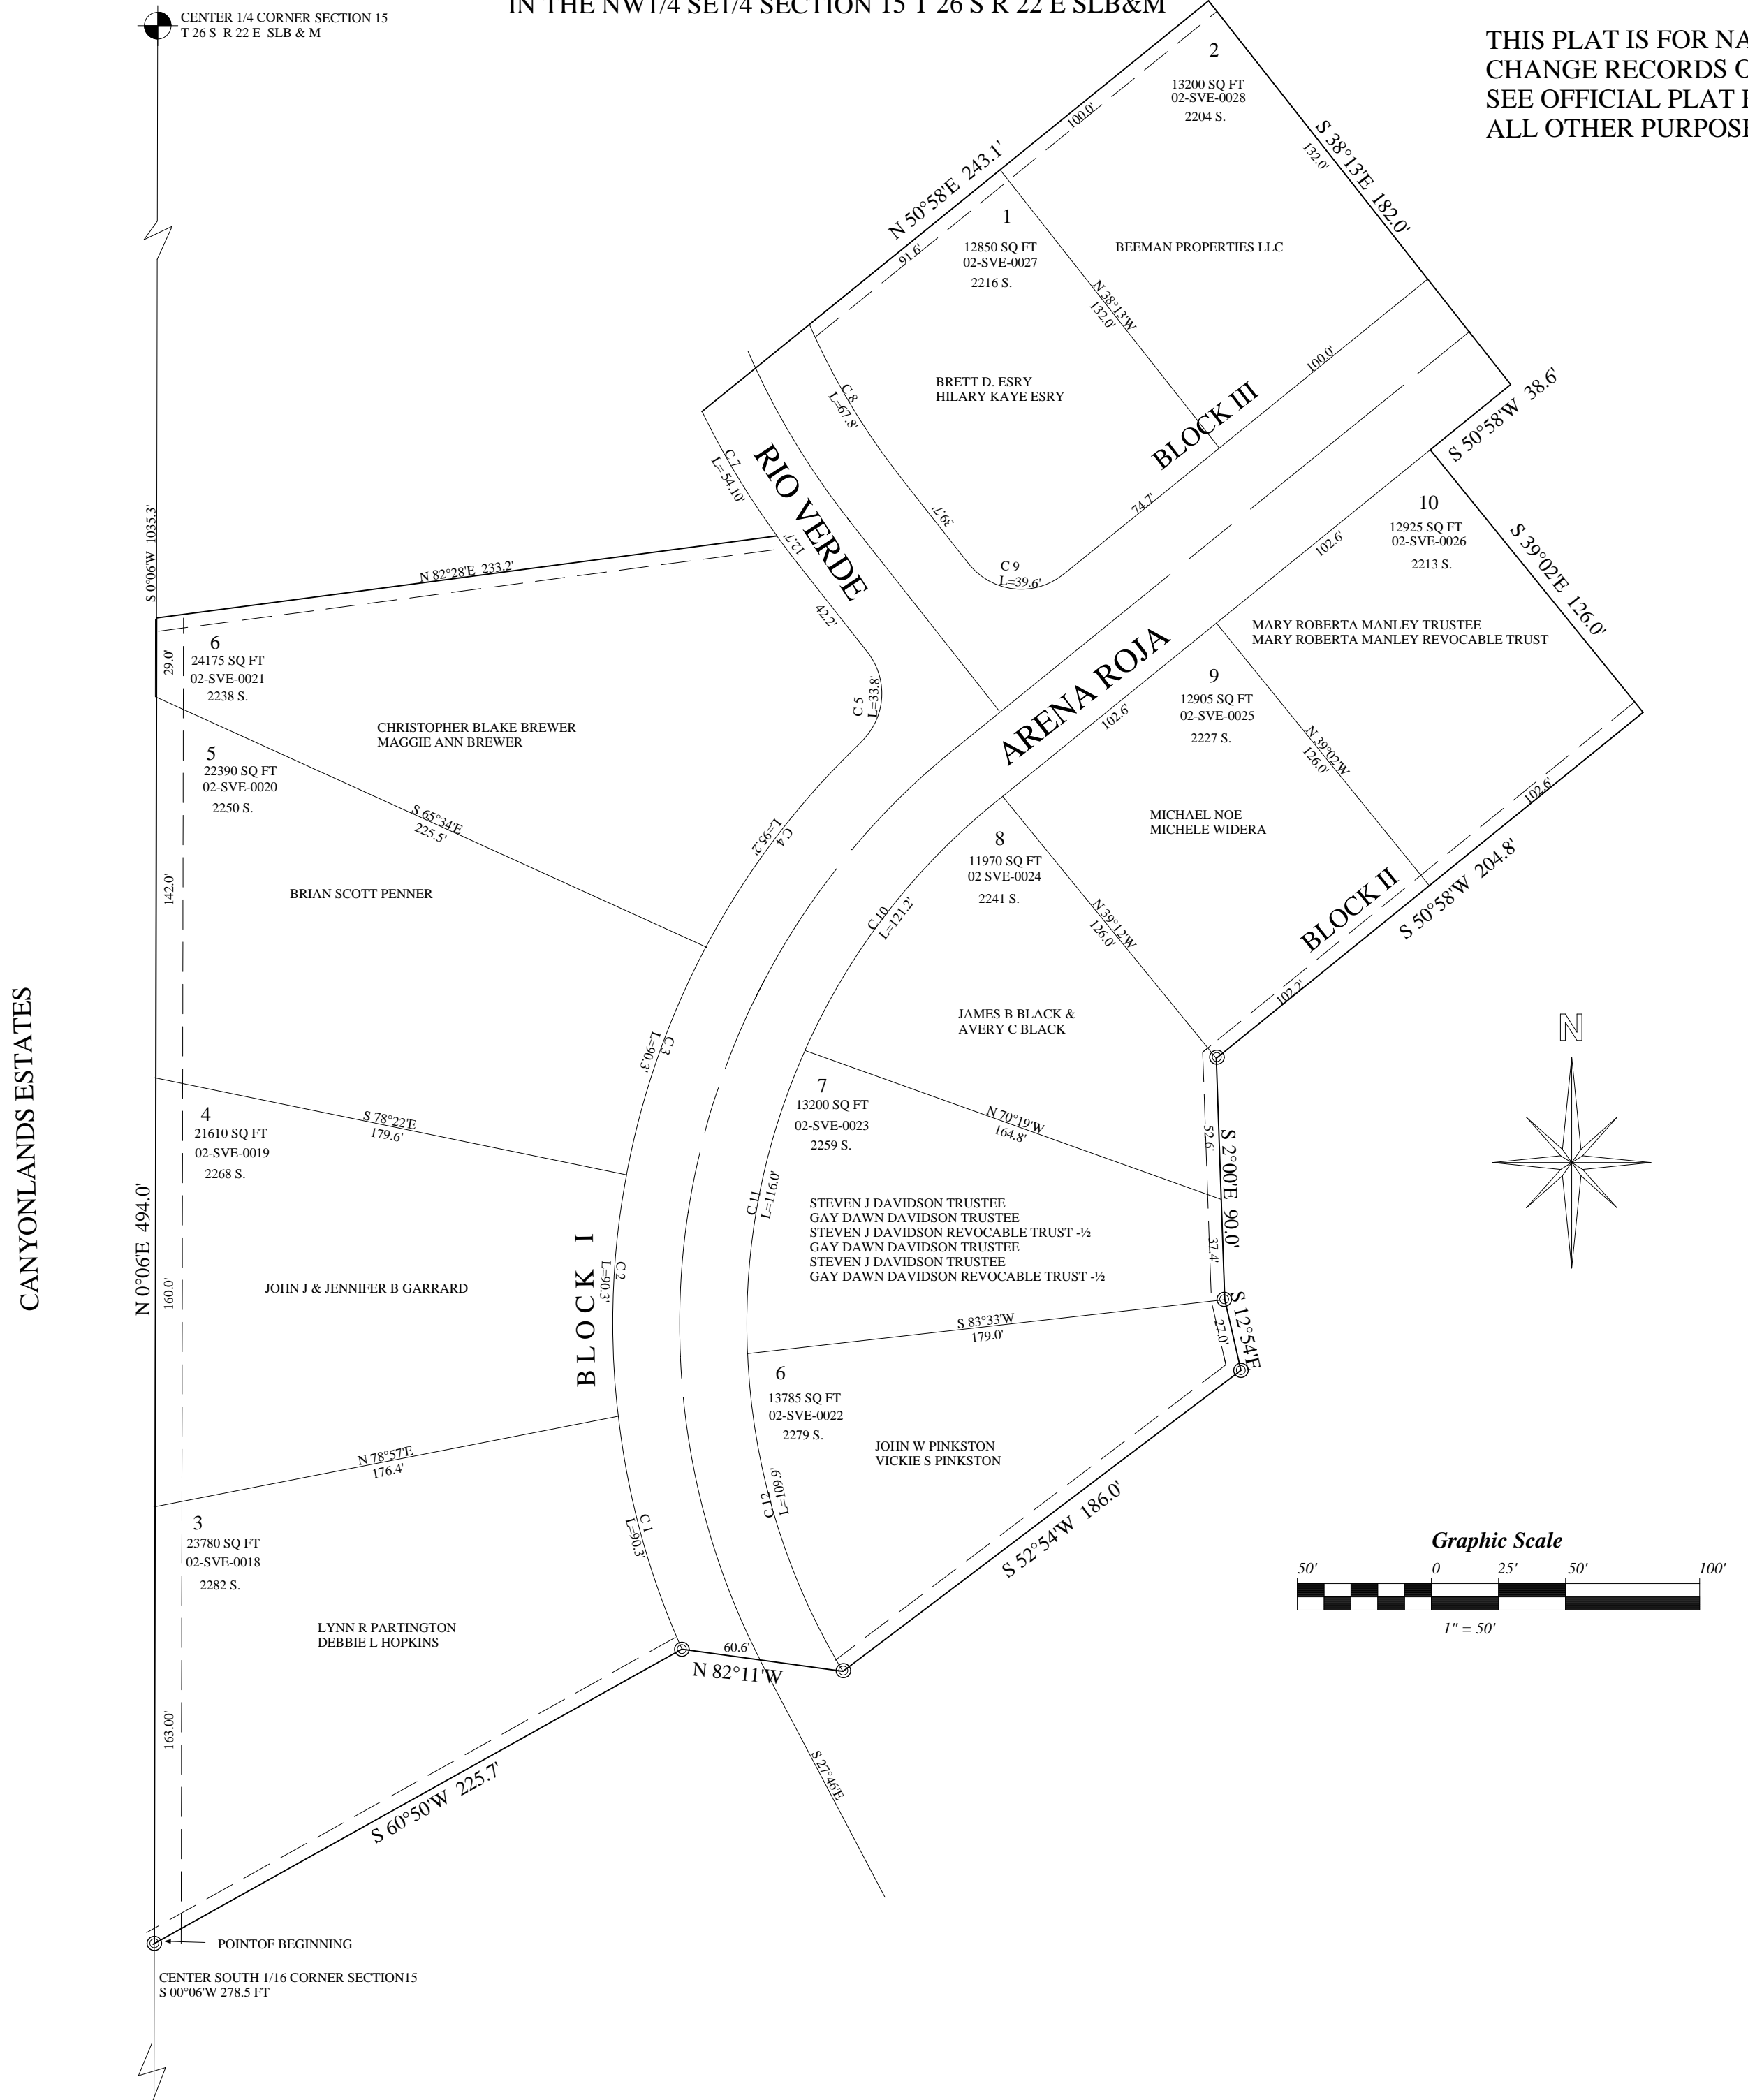 IN THE NW1/4 SE1/4 SECTION 15 T 26 S R 22 E SLB&M
CENTER 1/4 CORNER SECTION 15
T 26 S R 22 E SLB & M
THIS PLAT IS FOR
CHANGE RECORDS
SEE OFFICIAL PLAT
ALL OTHER
2
13200 SQ FT
02-SVE-0028
2204 S.
100.0'
S 38°13'E 182.0'
132.0'
N 50°58'E 243.1'
91.6'
1
12850 SQ FT
02-SVE-0027
2216 S.
BEEMAN PROPERTIES LLC
N 38°13'W
132.0'
BRETT D. ESRY
HILARY KAYE ESRY
C 8
L=67.8'
100.0'
BLOCK III
S 50°58'W 38.6'
C 7
L= 54.10'
RIO VERDE
39.7'
74.7'
C 9
L=39.6'
12.7'
42.2'
10
12925 SQ FT
02-SVE-0026
2213 S.
102.6'
S 39°02'E 126.0'
S 0°06'W 1035.3'
N 82°28'E 233.2'
MARY ROBERTA MANLEY TRUSTEE
MARY ROBERTA MANLEY REVOCABLE TRUST
6
24175 SQ FT
02-SVE-0021
2238 S.
29.0'
CHRISTOPHER BLAKE BREWER
MAGGIE ANN BREWER
C 5
L=33.8'
ARENA ROJA
102.6'
9
12905 SQ FT
02-SVE-0025
2227 S.
N 39°02'W
126.0'
102.6'
5
22390 SQ FT
02-SVE-0020
2250 S.
S 65°34'E
225.5'
C 4
L=95.2'
MICHAEL NOE
MICHELE WIDERA
8
11970 SQ FT
02 SVE-0024
2241 S.
BRIAN SCOTT PENNER
142.0'
C 10
L=121.2'
N 39°12'W
126.0'
BLOCK II
S 50°58'W 204.8'
102.2'
CANYONLANDS ESTATES
JAMES B BLACK &
AVERY C BLACK
N
C 3
L=90.3'
4
21610 SQ FT
02-SVE-0019
2268 S.
S 78°22'E
179.6'
7
13200 SQ FT
02-SVE-0023
2259 S.
N 70°19'W
164.8'
52.6'
S 2°00'E 90.0'
37.4'
C 11
L=116.0'
STEVEN J DAVIDSON TRUSTEE
GAY DAWN DAVIDSON TRUSTEE
STEVEN J DAVIDSON REVOCABLE TRUST -½
GAY DAWN DAVIDSON TRUSTEE
STEVEN J DAVIDSON TRUSTEE
GAY DAWN DAVIDSON REVOCABLE TRUST -½
N 0°06'E 494.0'
160.0'
JOHN J & JENNIFER B GARRARD
BLOCK I
C 2
L=90.3'
S 83°33'W
179.0'
S 12°54'E
27.0'
6
13785 SQ FT
02-SVE-0022
2279 S.
JOHN W PINKSTON
VICKIE S PINKSTON
N 78°57'E
176.4'
C 12
L=109.9'
S 52°54'W 186.0'
3
23780 SQ FT
02-SVE-0018
2282 S.
C 1
L=90.3'
Graphic Scale
50' 0 25' 50' 100'
1" = 50'
LYNN R PARTINGTON
DEBBIE L HOPKINS
60.6'
N 82°11'W
163.00'
S 60°50'W 225.7'
S 27°46'E
POINTOF BEGINNING
CENTER SOUTH 1/16 CORNER SECTION15
S 00°06'W 278.5 FT